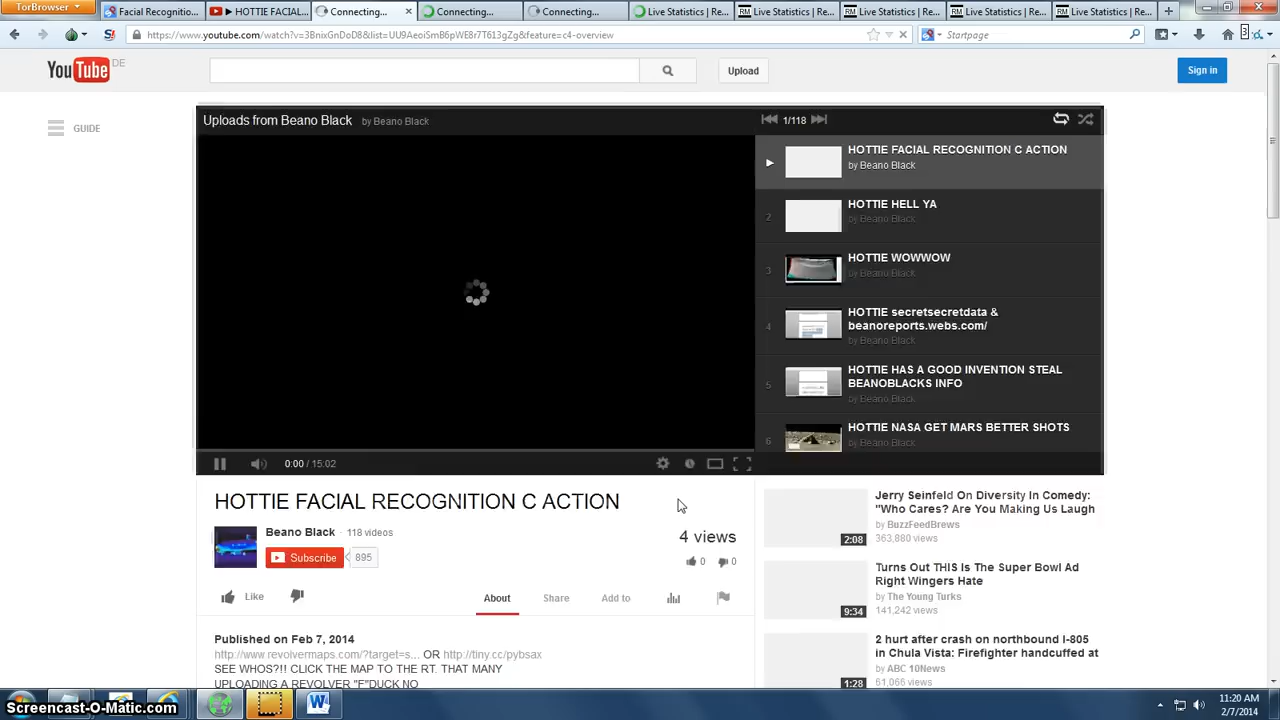 TorBrowser
Facial Recognitio...
▶ HOTTIE FACIAL...
Connecting...
Connecting...
Connecting...
Live Statistics | Re...
RM Live Statistics | Re...
RM Live Statistics | Re...
RM Live Statistics | Re...
RM Live Statistics | Re...
https://www.youtube.com/watch?v=3BnixGnDoD8&list=UU9AeoiSmB6pWE8r7T613gZg&feature=c4-overview
Startpage
3
YouTube DE
Upload
Sign in
GUIDE
Uploads from Beano Black by Beano Black
1/118
HOTTIE FACIAL RECOGNITION C ACTION
by Beano Black
2
HOTTIE HELL YA
by Beano Black
3
HOTTIE WOWWOW
by Beano Black
4
HOTTIE secretsecretdata &
beanoreports.webs.com/
by Beano Black
5
HOTTIE HAS A GOOD INVENTION STEAL
BEANOBLACKS INFO
by Beano Black
6
HOTTIE NASA GET MARS BETTER SHOTS
by Beano Black
0:00 / 15:02
HOTTIE FACIAL RECOGNITION C ACTION
Beano Black · 118 videos
Subscribe 895
4 views
0 0
Like
About
Share
Add to
Published on Feb 7, 2014
http://www.revolvermaps.com/?target=s... OR http://tiny.cc/pybsax
SEE WHOS?!! CLICK THE MAP TO THE RT. THAT MANY
UPLOADING A REVOLVER "F"DUCK NO
Jerry Seinfeld On Diversity In Comedy:
"Who Cares? Are You Making Us Laugh
by BuzzFeedBrews
363,880 views
2:08
Turns Out THIS Is The Super Bowl Ad
Right Wingers Hate
by The Young Turks
141,242 views
9:34
2 hurt after crash on northbound I-805
in Chula Vista: Firefighter handcuffed at
by ABC 10News
61,066 views
1:28
Screencast-O-Matic.com
11:20 AM
2/7/2014